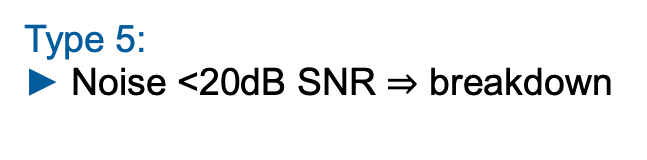 Type 5:
► Noise <20dB SNR ⇒ breakdown